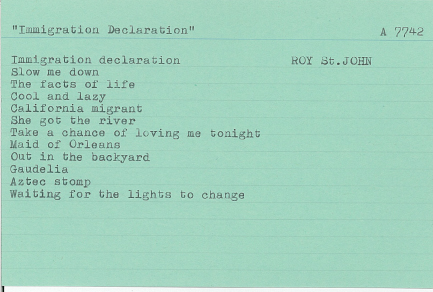 "Immigration Declaration" A 7742
Immigration declaration ROY St.JOHN
Slow me down
The facts of life
Cool and lazy
California migrant
She got the river
Take a chance of loving me tonight
Maid of Orleans
Out in the backyard
Gaudelia
Aztec stomp
Waiting for the lights to change